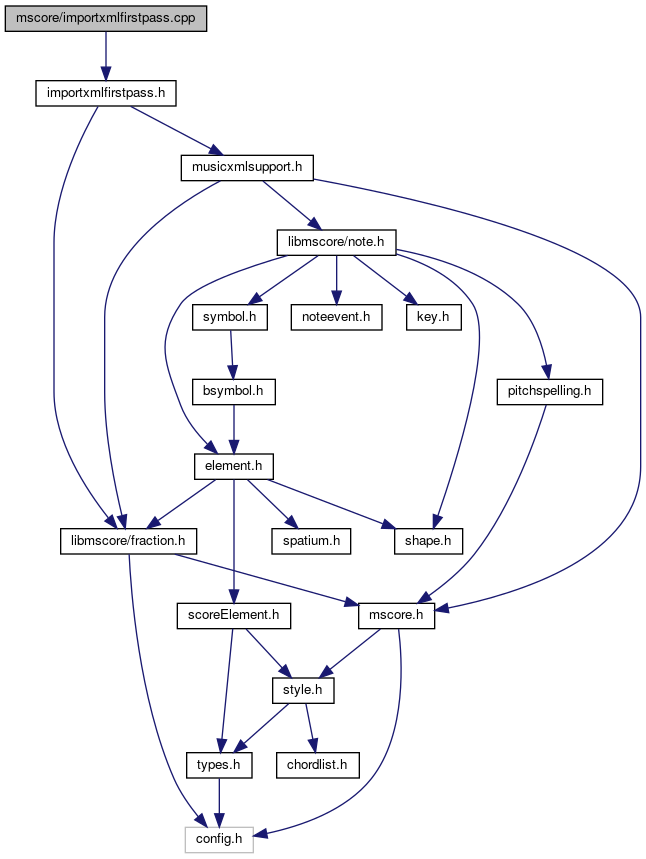 mscore/importxmlfirstpass.cpp
importxmlfirstpass.h
musicxmlsupport.h
libmscore/note.h
symbol.h
noteevent.h
key.h
bsymbol.h
pitchspelling.h
element.h
libmscore/fraction.h
spatium.h
shape.h
scoreElement.h
mscore.h
style.h
types.h
chordlist.h
config.h